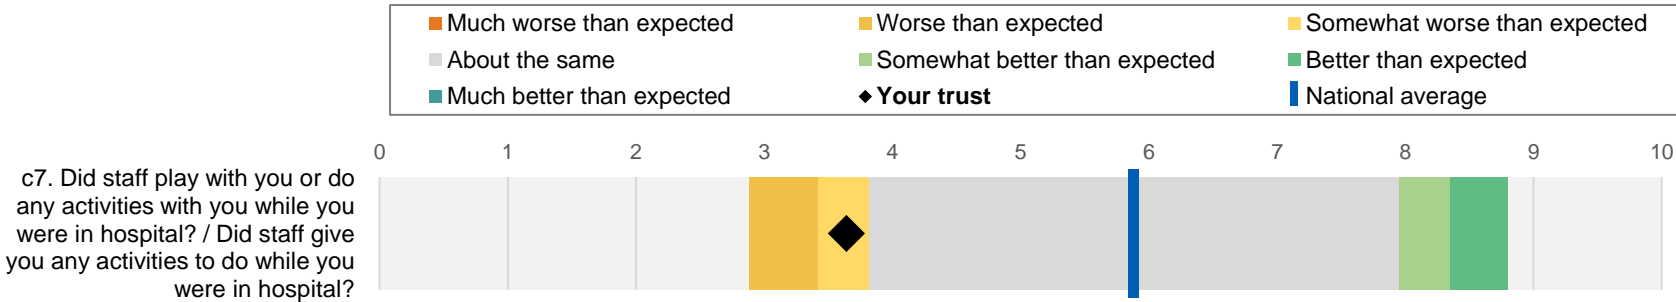 Much worse than expected
Worse than expected
Somewhat worse than expected
About the same
Somewhat better than expected
Better than expected
Much better than expected
Your trust
National average
0 1 2 3 4 5 6 7 8 9 10
c7. Did staff play with you or do
any activities with you while you
were in hospital? / Did staff give
you any activities to do while you
were in hospital?